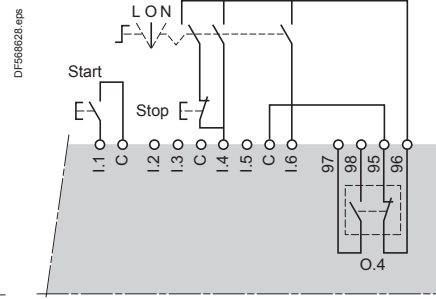 DF568628.eps
L O N
Start
Stop
I.1 C I.2 I.3 C I.4 I.5 C I.6 97 98 95 96
O.4